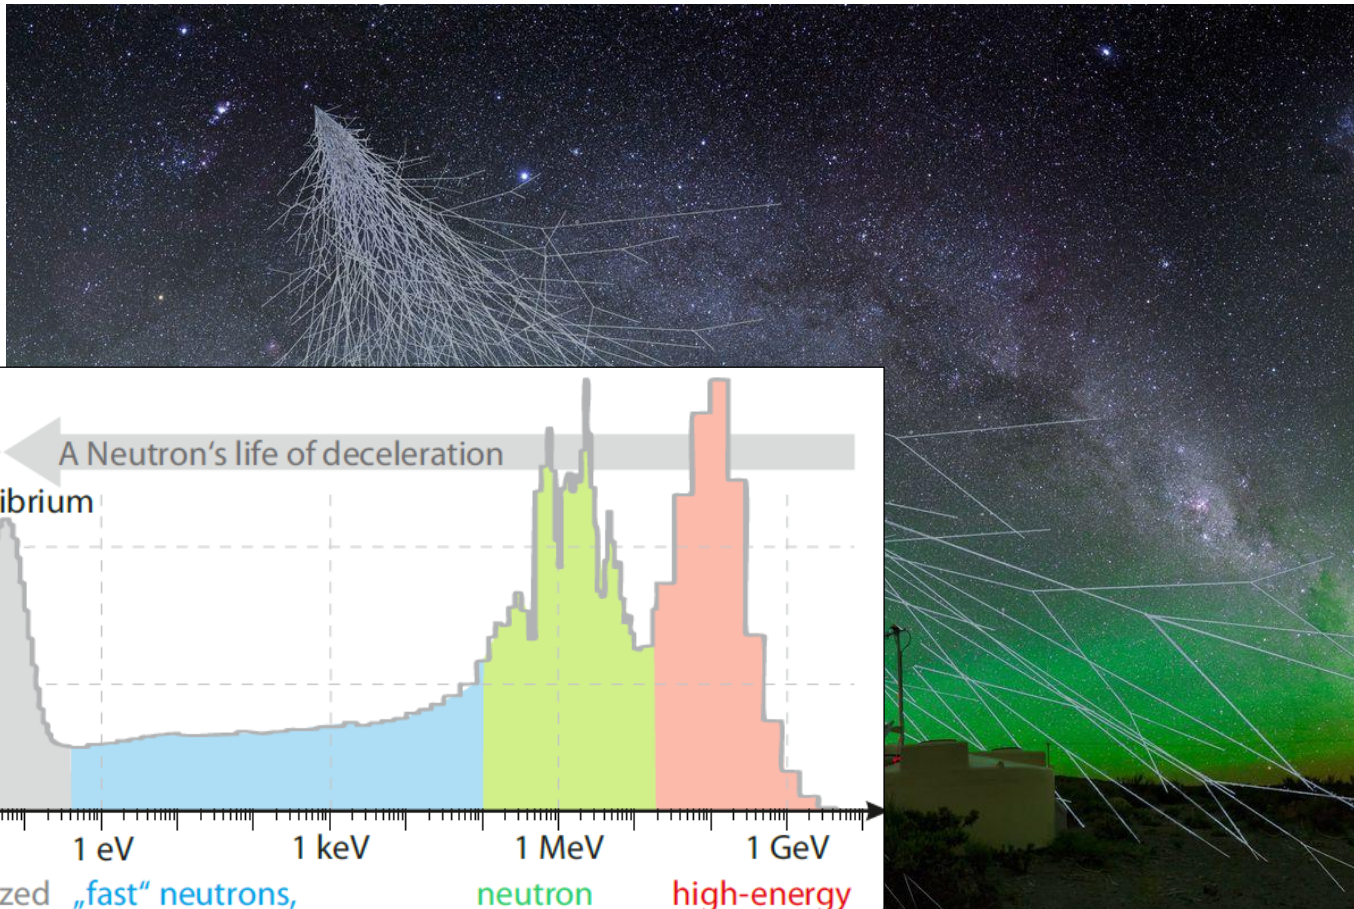 A Neutron‘s life of deceleration
ibrium
1 eV 1 keV 1 MeV 1 GeV
zed „fast“ neutrons, neutron high-energy